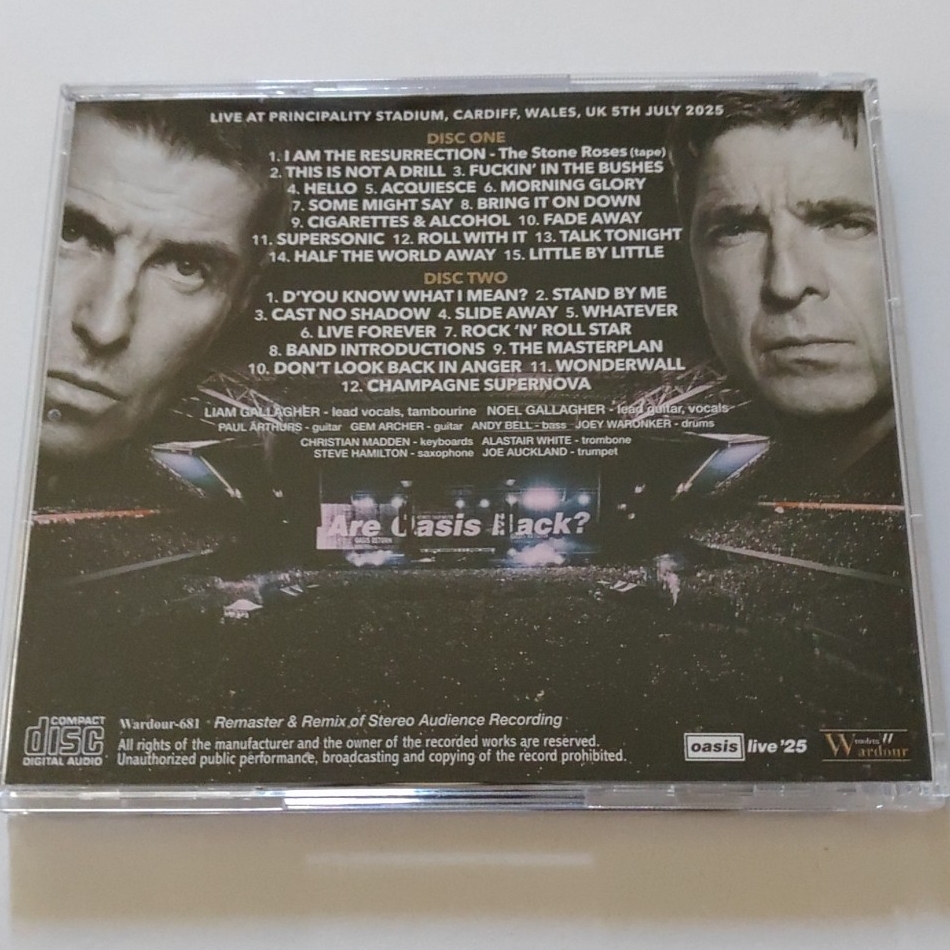 LIVE AT PRINCIPALITY STADIUM, CARDIFF, WALES, UK 5TH JULY 2025
DISC ONE
1. I AM THE RESURRECTION - The Stone Roses (tape)
2. THIS IS NOT A DRILL 3. FUCKIN' IN THE BUSHES
4. HELLO 5. ACQUIESCE 6. MORNING GLORY
7. SOME MIGHT SAY 8. BRING IT ON DOWN
9. CIGARETTES & ALCOHOL 10. FADE AWAY
11. SUPERSONIC 12. ROLL WITH IT 13. TALK TONIGHT
14. HALF THE WORLD AWAY 15. LITTLE BY LITTLE
DISC TWO
1. D'YOU KNOW WHAT I MEAN? 2. STAND BY ME
3. CAST NO SHADOW 4. SLIDE AWAY 5. WHATEVER
6. LIVE FOREVER 7. ROCK 'N' ROLL STAR
8. BAND INTRODUCTIONS 9. THE MASTERPLAN
10. DON'T LOOK BACK IN ANGER 11. WONDERWALL
12. CHAMPAGNE SUPERNOVA
LIAM GALLAGHER - lead vocals, tambourine NOEL GALLAGHER - lead guitar, vocals
PAUL ARTHURS - guitar GEM ARCHER - guitar ANDY BELL - bass JOEY WARONKER - drums
CHRISTIAN MADDEN - keyboards ALASTAIR WHITE - trombone
STEVE HAMILTON - saxophone JOE AUCKLAND - trumpet
Are Oasis Back?
COMPACT
disc
DIGITAL AUDIO
Wardour-681 Remaster & Remix of Stereo Audience Recording
All rights of the manufacturer and the owner of the recorded works are reserved.
Unauthorized public performance, broadcasting and copying of the record prohibited.
oasis live '25
Wardour